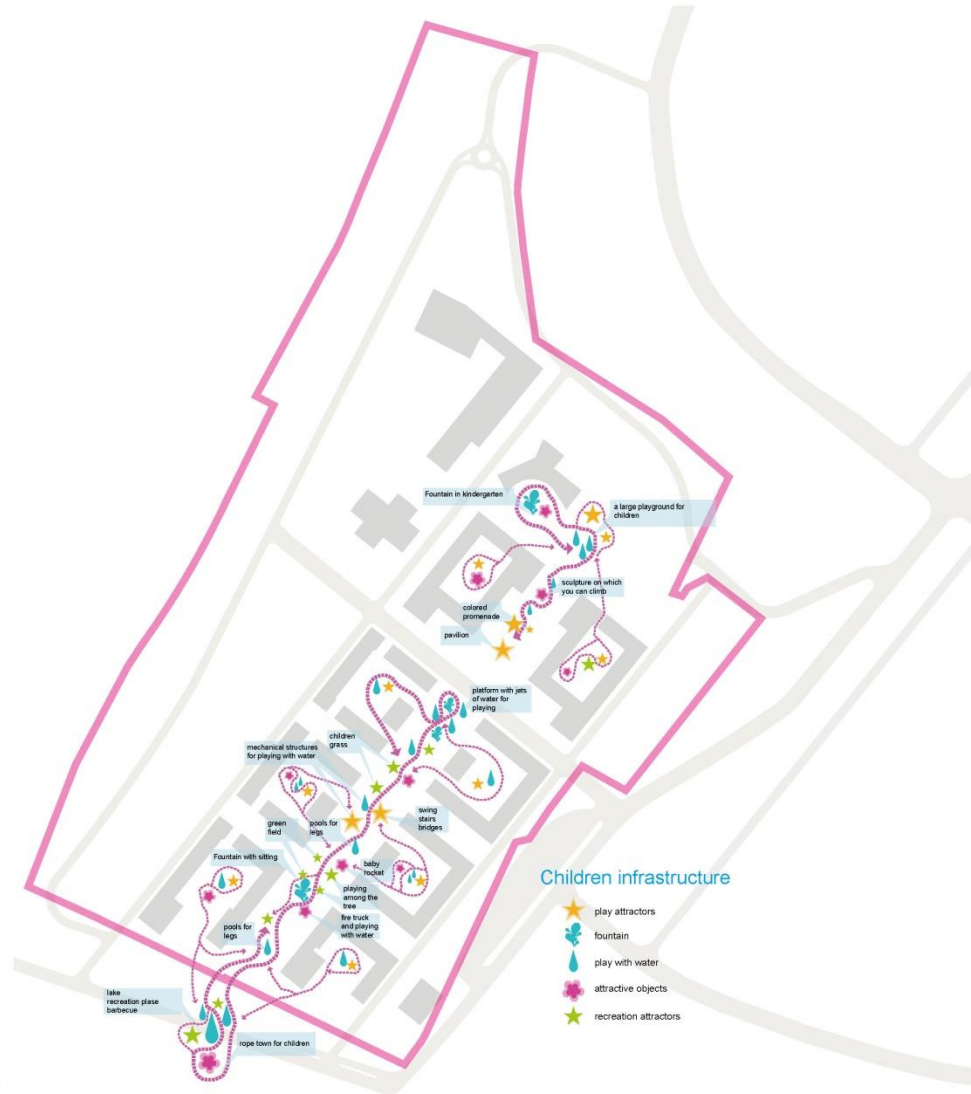 Fountain in kindergarten
a large playground for
children
sculpture on which
you can climb
colored
promenade
pavilion
platform with jets
of water for
playing
children
grass
mechanical structures
for playing with water
green
field
pools for
legs
swing
stairs
bridges
Fountain with sitting
baby
rocket
playing
among the
tree
fire truck
and playing
with water
pools for
legs
lake
recreation plase
barbecue
rope town for children
Children infrastructure
play attractors
fountain
play with water
attractive objects
recreation attractors